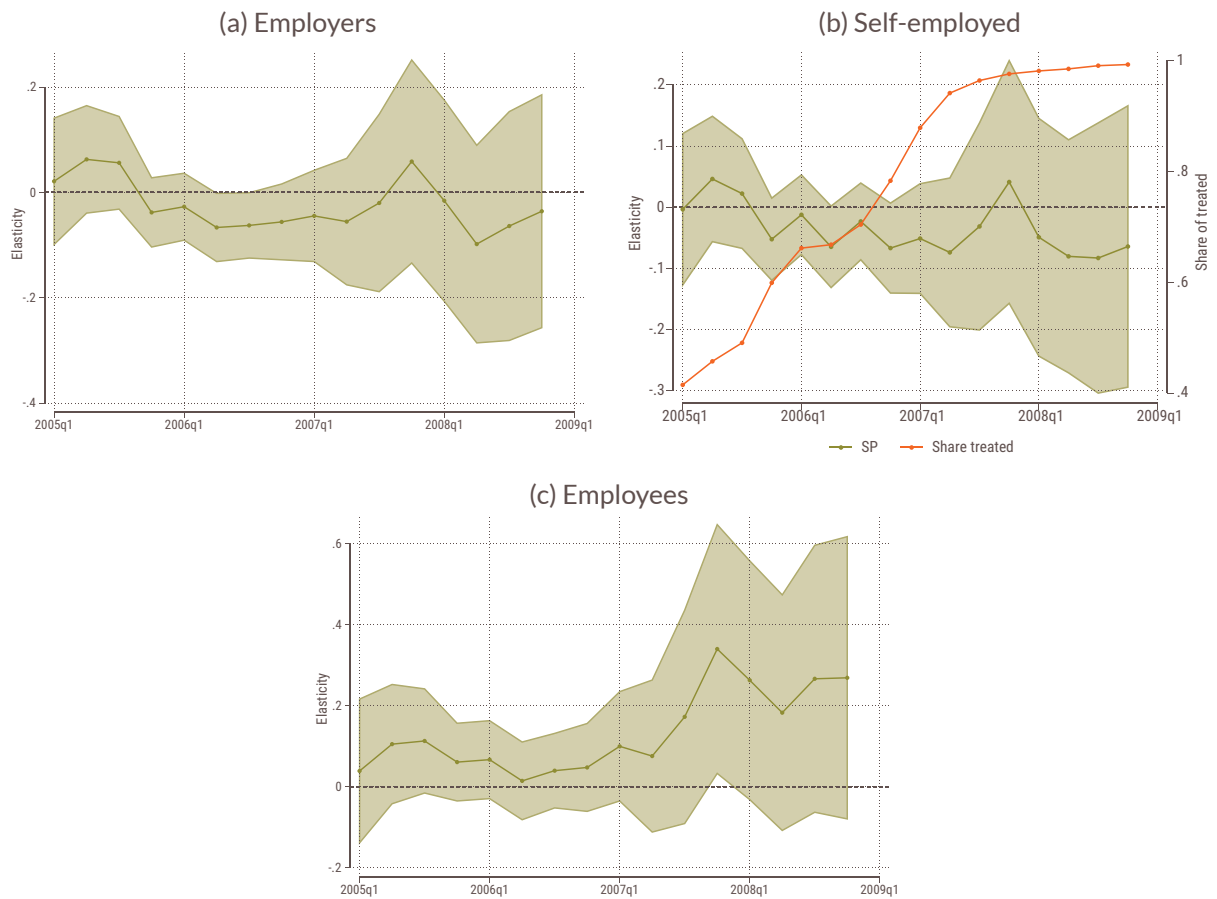 (a) Employers
.2
0
-.2
-.4
Elasticity
2005q1
2006q1
2007q1
2008q1
2009q1
(b) Self-employed
.2
.1
0
-.1
-.2
-.3
Elasticity
1
.8
.6
.4
Share of treated
2005q1
2006q1
2007q1
2008q1
2009q1
SP
Share treated
(c) Employees
.6
.4
.2
0
-.2
Elasticity
2005q1
2006q1
2007q1
2008q1
2009q1